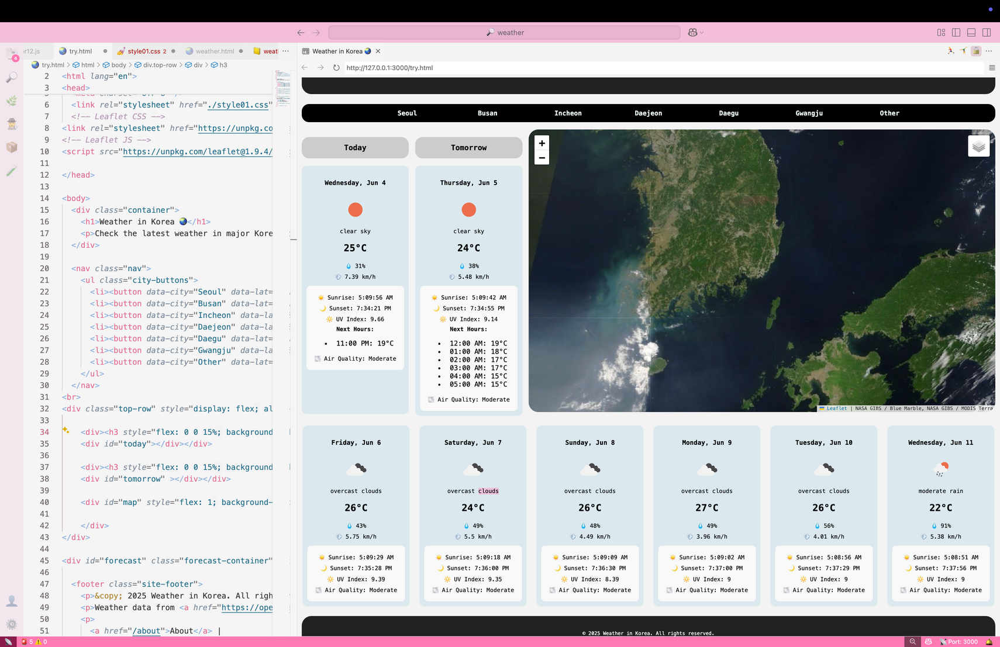 weather
er12.js
try.html
style01.css 2
weather.html
weat
Weather in Korea
try.html > html > body > div.top-row > div > h3
http://127.0.0.1:3000/try.html
4
2 <html lang="en">
3 <head>
6 <link rel="stylesheet" href="./style01.css"
7 <!-- Leaflet CSS -->
8 <link rel="stylesheet" href="https://unpkg.co
9 <!-- Leaflet JS -->
10 <script src="https://unpkg.com/leaflet@1.9.4/
11
12 </head>
13
14 <body>
15 <div class="container">
16 <h1>Weather in Korea 🌏</h1>
17 <p>Check the latest weather in major Kore
18 </div>
19
20 <nav class="nav">
21 <ul class="city-buttons">
22 <li><button data-city="Seoul" data-lat=
23 <li><button data-city="Busan" data-lat=
24 <li><button data-city="Incheon" data-la
25 <li><button data-city="Daejeon" data-la
26 <li><button data-city="Daegu" data-lat=
27 <li><button data-city="Gwangju" data-la
28 <li><button data-city="Other" data-lat=
29 </ul>
30 </nav>
31 <br>
32 <div class="top-row" style="display: flex; al
33
34 <div><h3 style="flex: 0 0 15%; background
35 <div id="today"></div></div>
36
37 <div><h3 style="flex: 0 0 15%; background
38 <div id="tomorrow" ></div></div>
39
40 <div id="map" style="flex: 1; background-
41
42 </div>
43 </div>
44
45 <div id="forecast" class="forecast-container"
46
47 <footer class="site-footer">
48 <p>&copy; 2025 Weather in Korea. All righ
49 <p>Weather data from <a href="https://ope
50 <p>
51 <a href="/about">About</a> |
Seoul Busan Incheon Daejeon Daegu Gwangju Other
Today
Wednesday, Jun 4
clear sky
25°C
31%
7.39 km/h
Sunrise: 5:09:56 AM
Sunset: 7:34:21 PM
UV Index: 9.66
Next Hours:
• 11:00 PM: 19°C
Air Quality: Moderate
Tomorrow
Thursday, Jun 5
clear sky
24°C
38%
5.48 km/h
Sunrise: 5:09:42 AM
Sunset: 7:34:55 PM
UV Index: 9.14
Next Hours:
• 12:00 AM: 19°C
• 01:00 AM: 18°C
• 02:00 AM: 17°C
• 03:00 AM: 17°C
• 04:00 AM: 15°C
• 05:00 AM: 15°C
Air Quality: Moderate
+
−
Leaflet | NASA GIBS / Blue Marble, NASA GIBS / MODIS Terra
Friday, Jun 6
overcast clouds
26°C
43%
5.75 km/h
Sunrise: 5:09:29 AM
Sunset: 7:35:28 PM
UV Index: 9.39
Air Quality: Moderate
Saturday, Jun 7
overcast clouds
24°C
49%
5.5 km/h
Sunrise: 5:09:18 AM
Sunset: 7:36:00 PM
UV Index: 9.35
Air Quality: Moderate
Sunday, Jun 8
overcast clouds
26°C
48%
4.49 km/h
Sunrise: 5:09:09 AM
Sunset: 7:36:30 PM
UV Index: 8.39
Air Quality: Moderate
Monday, Jun 9
overcast clouds
27°C
49%
3.96 km/h
Sunrise: 5:09:02 AM
Sunset: 7:37:00 PM
UV Index: 9
Air Quality: Moderate
Tuesday, Jun 10
overcast clouds
26°C
56%
4.01 km/h
Sunrise: 5:08:56 AM
Sunset: 7:37:29 PM
UV Index: 9
Air Quality: Moderate
Wednesday, Jun 11
moderate rain
22°C
91%
5.38 km/h
Sunrise: 5:08:51 AM
Sunset: 7:37:56 PM
UV Index: 9
Air Quality: Moderate
© 2025 Weather in Korea. All rights reserved.
5 0
Port: 3000